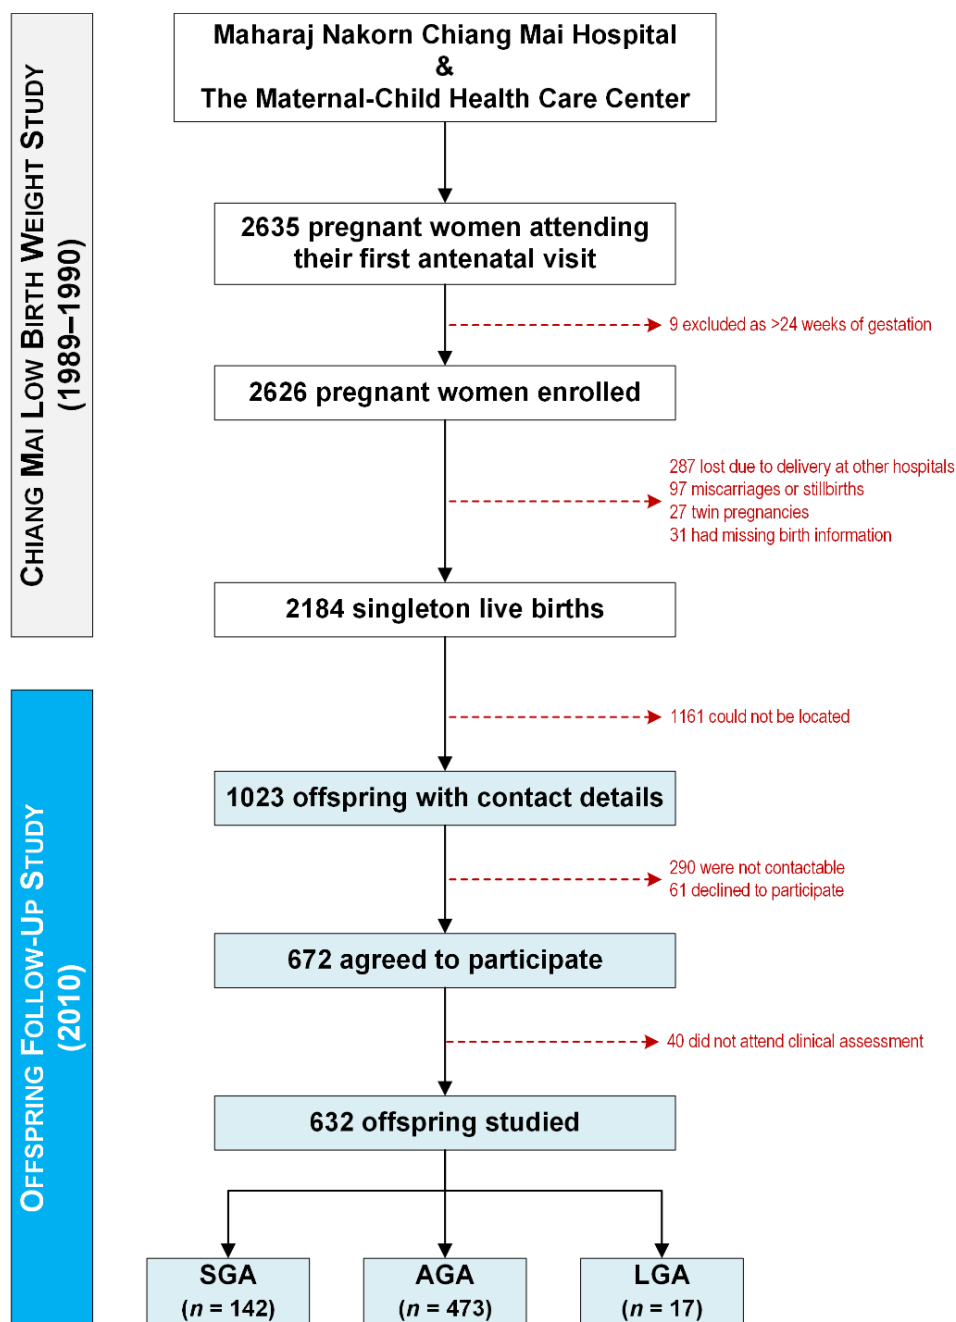 CHIANG MAI LOW BIRTH WEIGHT STUDY
(1989–1990)
Maharaj Nakorn Chiang Mai Hospital
&
The Maternal-Child Health Care Center
2635 pregnant women attending
their first antenatal visit
9 excluded as >24 weeks of gestation
2626 pregnant women enrolled
287 lost due to delivery at other hospitals
97 miscarriages or stillbirths
27 twin pregnancies
31 had missing birth information
2184 singleton live births
OFFSPRING FOLLOW-UP STUDY
(2010)
1161 could not be located
1023 offspring with contact details
290 were not contactable
61 declined to participate
672 agreed to participate
40 did not attend clinical assessment
632 offspring studied
SGA
(n = 142)
AGA
(n = 473)
LGA
(n = 17)